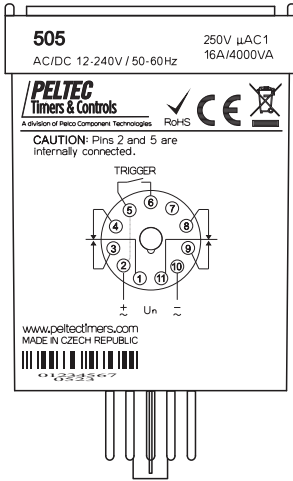 505
AC/DC 12-240V / 50-60Hz
250V µAC1
16A/4000VA
PELTEC
Timers & Controls
A division of Pelco Component Technologies
RoHS
CE
CAUTION: Pins 2 and 5 are
internally connected.
TRIGGER
5 6 7
4 8
3 9
2 10
1 11
+ ~ Un − ~
www.peltectimers.com
MADE IN CZECH REPUBLIC
01234567
0523